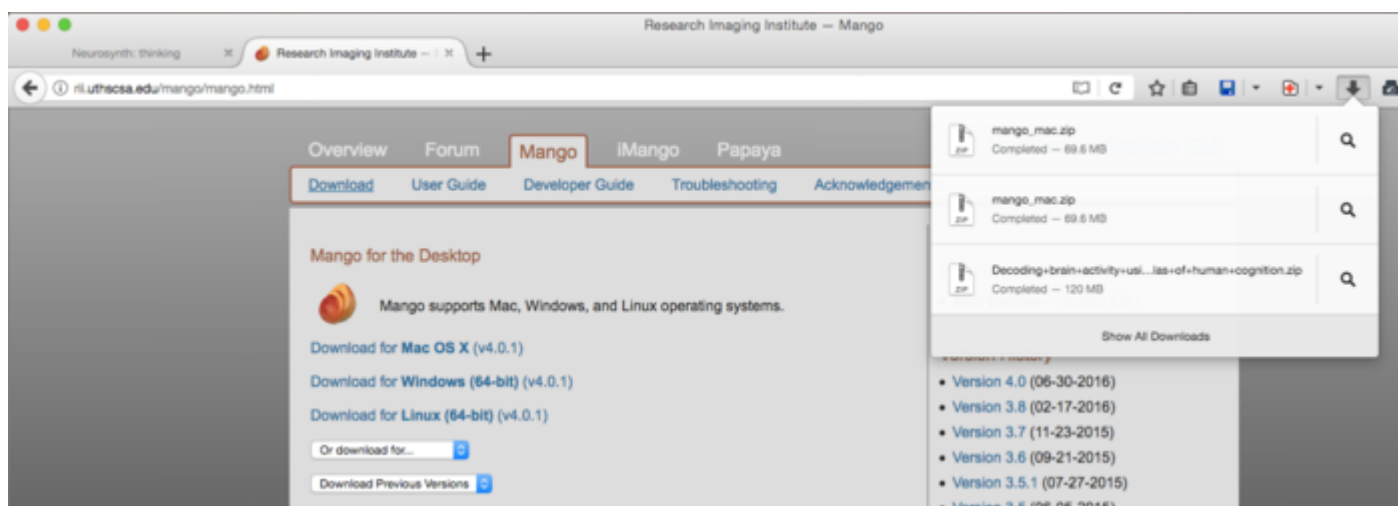 Research Imaging Institute — Mango
Neurosynth: thinking
Research Imaging Institute —
rii.uthscsa.edu/mango/mango.html
Overview Forum Mango iMango Papaya
Download User Guide Developer Guide Troubleshooting Acknowledgemen
mango_mac.zip
Completed — 69.6 MB
mango_mac.zip
Completed — 69.6 MB
Decoding+brain+activity+usi...las+of+human+cognition.zip
Completed — 120 MB
Show All Downloads
Mango for the Desktop
Mango supports Mac, Windows, and Linux operating systems.
Download for Mac OS X (v4.0.1)
Download for Windows (64-bit) (v4.0.1)
Download for Linux (64-bit) (v4.0.1)
Or download for...
Download Previous Versions
Version History
Version 4.0 (06-30-2016)
Version 3.8 (02-17-2016)
Version 3.7 (11-23-2015)
Version 3.6 (09-21-2015)
Version 3.5.1 (07-27-2015)